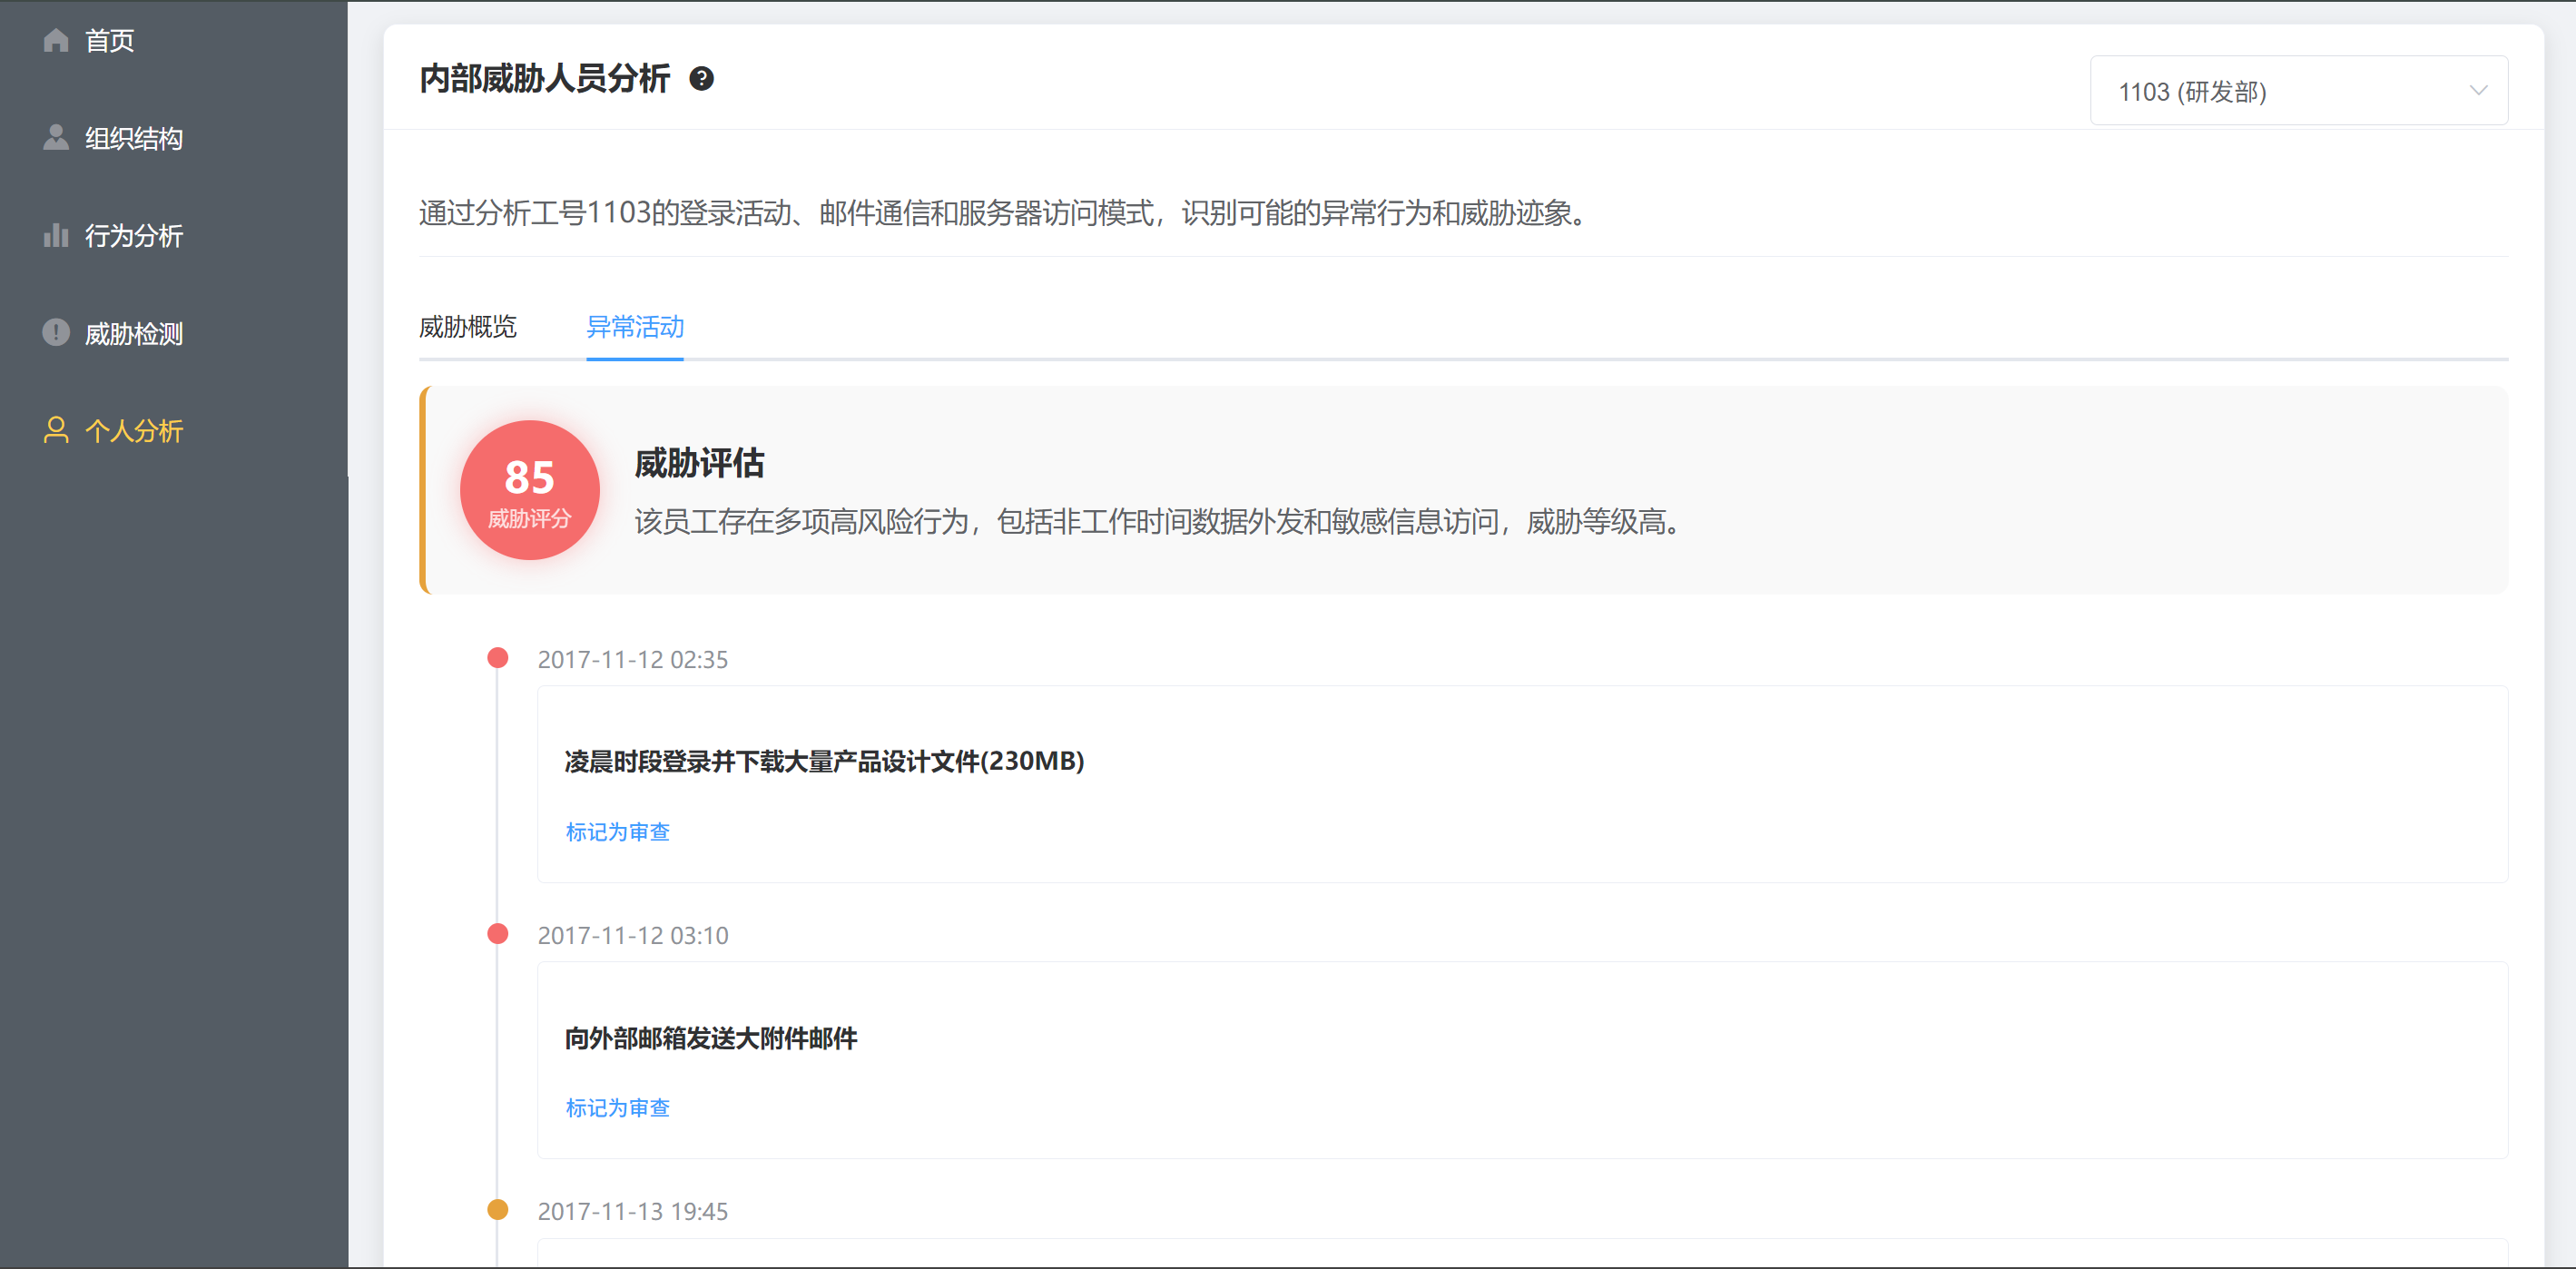 首页
组织结构
行为分析
威胁检测
个人分析
内部威胁人员分析
1103 (研发部)
通过分析工号1103的登录活动、邮件通信和服务器访问模式，识别可能的异常行为和威胁迹象。
威胁概览
异常活动
85
威胁评分
威胁评估
该员工存在多项高风险行为，包括非工作时间数据外发和敏感信息访问，威胁等级高。
2017-11-12 02:35
凌晨时段登录并下载大量产品设计文件(230MB)
标记为审查
2017-11-12 03:10
向外部邮箱发送大附件邮件
标记为审查
2017-11-13 19:45